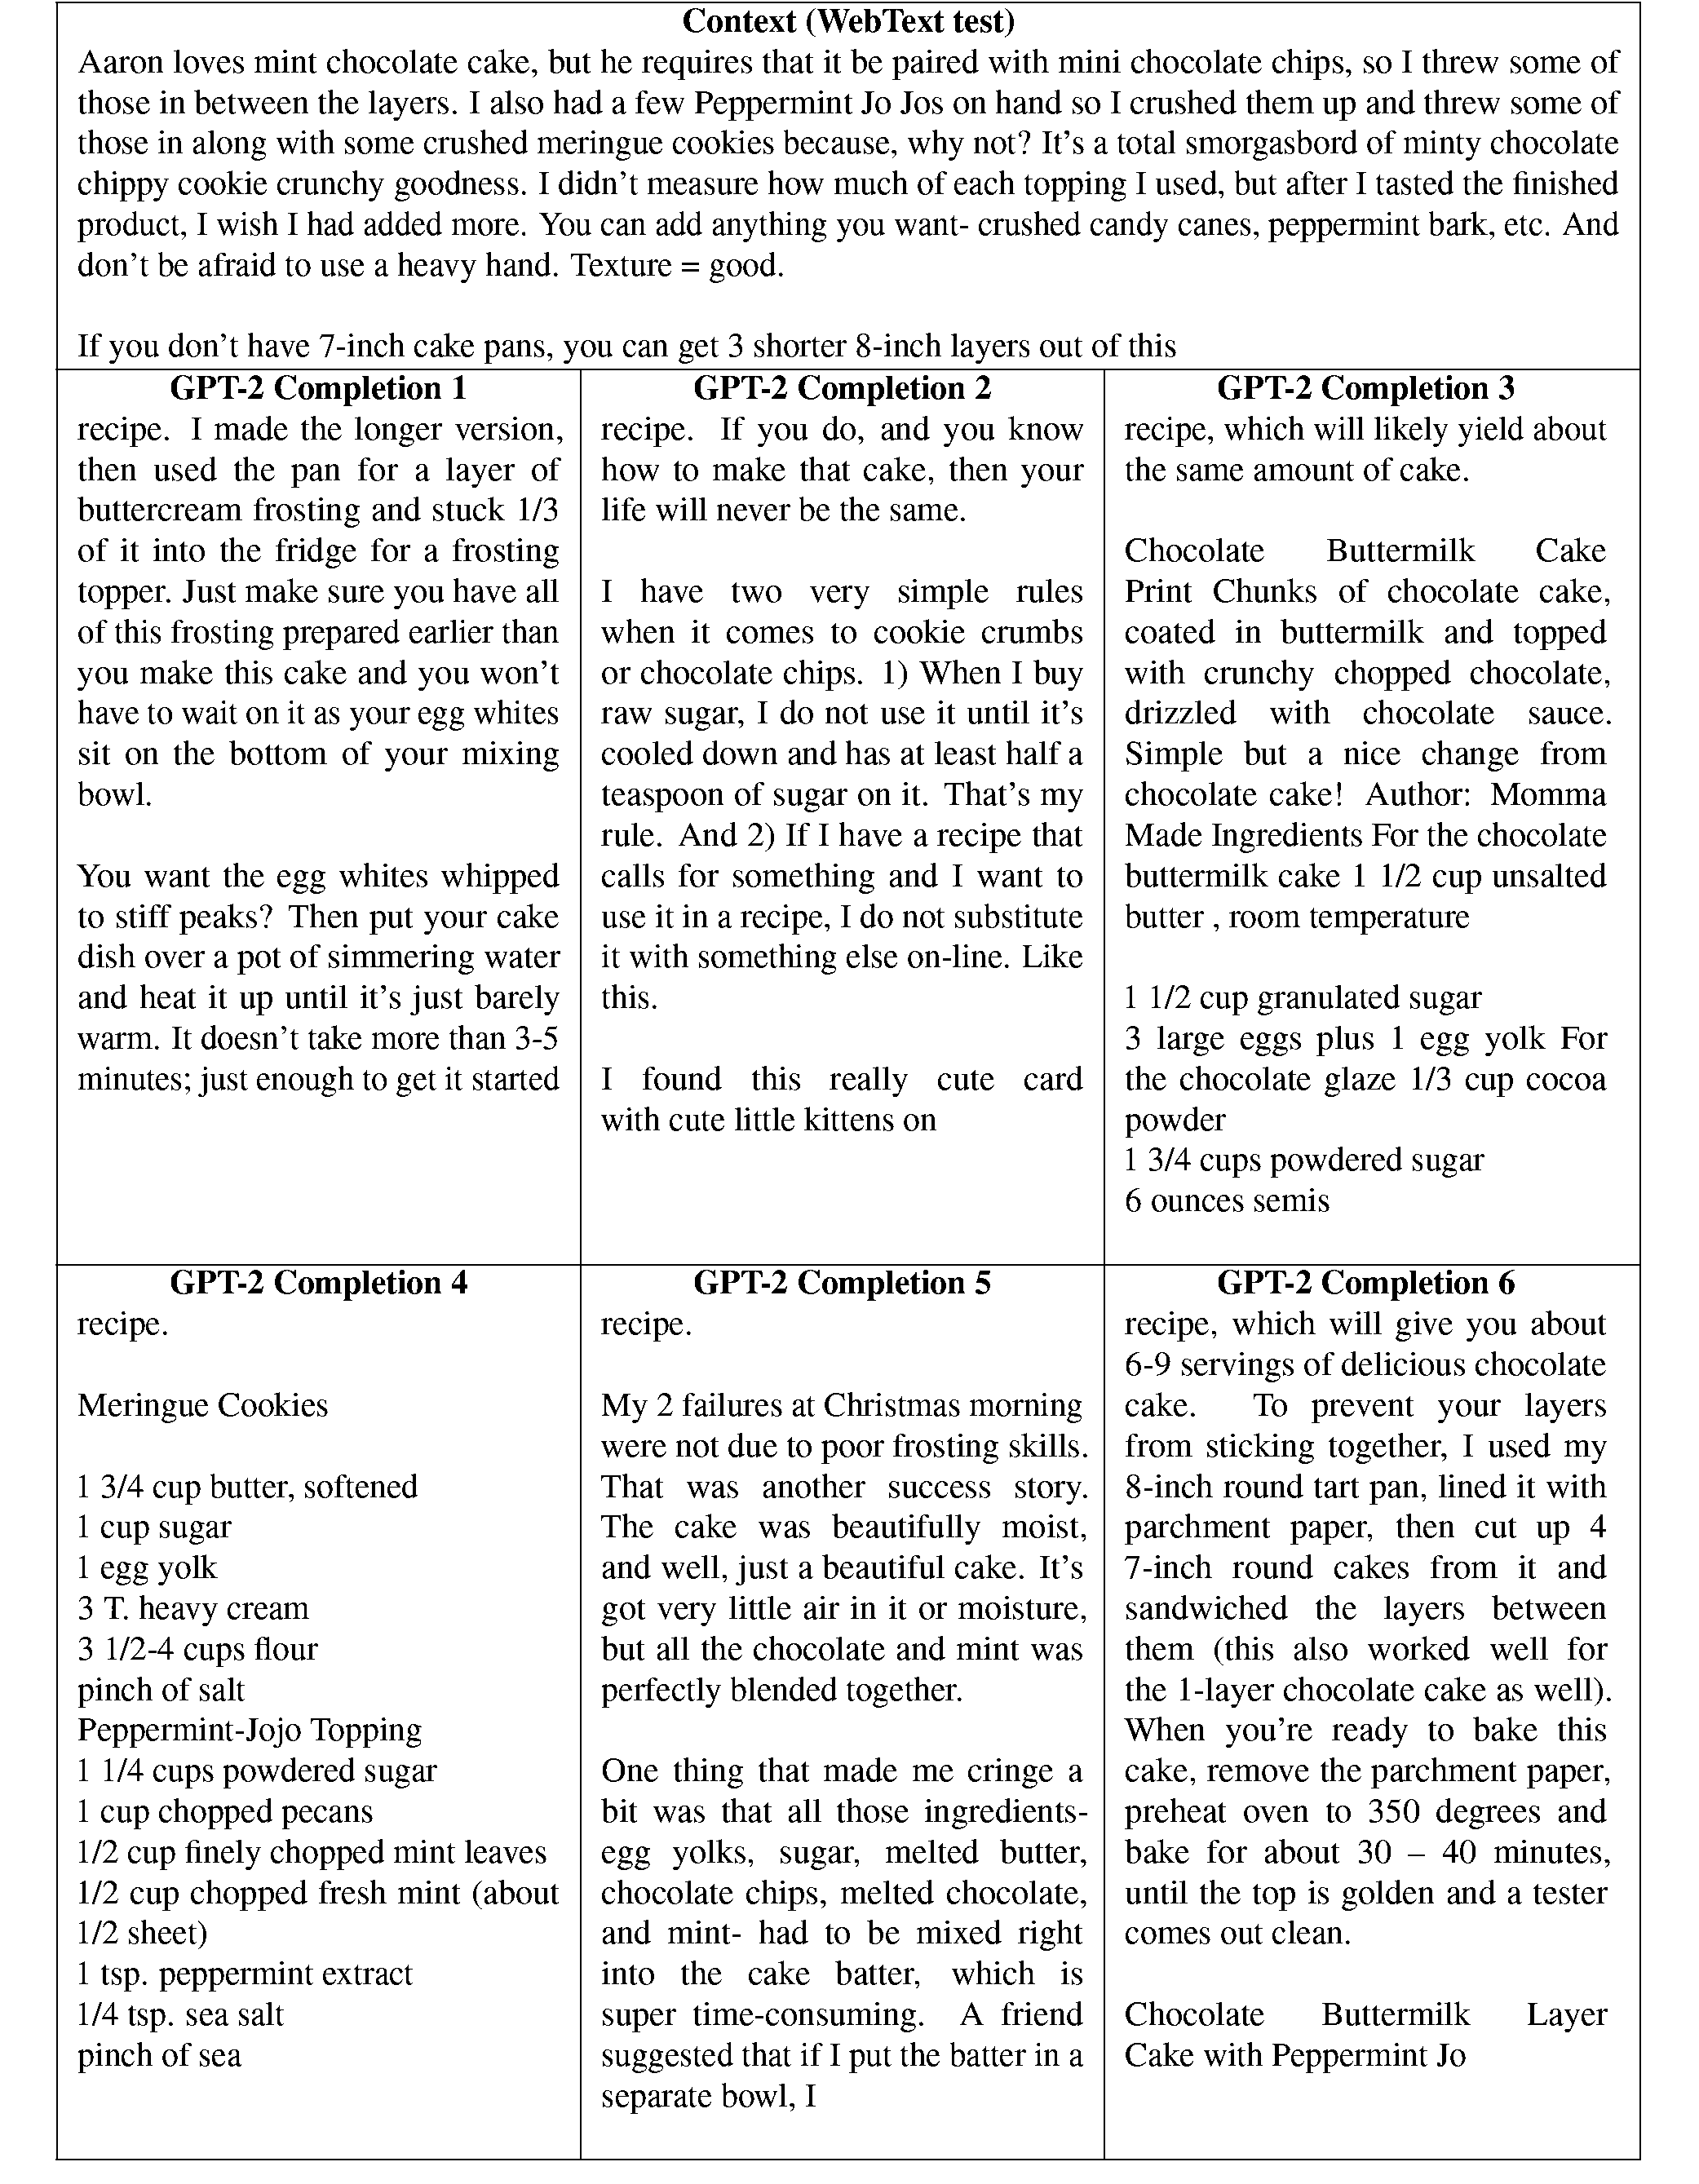 Context (WebText test)
Aaron loves mint chocolate cake, but he requires that it be paired with mini chocolate chips, so I threw some of
those in between the layers. I also had a few Peppermint Jo Jos on hand so I crushed them up and threw some of
those in along with some crushed meringue cookies because, why not? It's a total smorgasbord of minty chocolate
chippy cookie crunchy goodness. I didn't measure how much of each topping I used, but after I tasted the finished
product, I wish I had added more. You can add anything you want- crushed candy canes, peppermint bark, etc. And
don't be afraid to use a heavy hand. Texture = good.
If you don't have 7-inch cake pans, you can get 3 shorter 8-inch layers out of this
GPT-2 Completion 1
recipe. I made the longer version,
then used the pan for a layer of
buttercream frosting and stuck 1/3
of it into the fridge for a frosting
topper. Just make sure you have all
of this frosting prepared earlier than
you make this cake and you won't
have to wait on it as your egg whites
sit on the bottom of your mixing
bowl.
You want the egg whites whipped
to stiff peaks? Then put your cake
dish over a pot of simmering water
and heat it up until it's just barely
warm. It doesn't take more than 3-5
minutes; just enough to get it started
GPT-2 Completion 2
recipe. If you do, and you know
how to make that cake, then your
life will never be the same.
I have two very simple rules
when it comes to cookie crumbs
or chocolate chips. 1) When I buy
raw sugar, I do not use it until it's
cooled down and has at least half a
teaspoon of sugar on it. That's my
rule. And 2) If I have a recipe that
calls for something and I want to
use it in a recipe, I do not substitute
it with something else on-line. Like
this.
I found this really cute card
with cute little kittens on
GPT-2 Completion 3
recipe, which will likely yield about
the same amount of cake.
Chocolate Buttermilk Cake
Print Chunks of chocolate cake,
coated in buttermilk and topped
with crunchy chopped chocolate,
drizzled with chocolate sauce.
Simple but a nice change from
chocolate cake! Author: Momma
Made Ingredients For the chocolate
buttermilk cake 1 1/2 cup unsalted
butter , room temperature
1 1/2 cup granulated sugar
3 large eggs plus 1 egg yolk For
the chocolate glaze 1/3 cup cocoa
powder
1 3/4 cups powdered sugar
6 ounces semis
GPT-2 Completion 4
recipe.
Meringue Cookies
1 3/4 cup butter, softened
1 cup sugar
1 egg yolk
3 T. heavy cream
3 1/2-4 cups flour
pinch of salt
Peppermint-Jojo Topping
1 1/4 cups powdered sugar
1 cup chopped pecans
1/2 cup finely chopped mint leaves
1/2 cup chopped fresh mint (about
1/2 sheet)
1 tsp. peppermint extract
1/4 tsp. sea salt
pinch of sea
GPT-2 Completion 5
recipe.
My 2 failures at Christmas morning
were not due to poor frosting skills.
That was another success story.
The cake was beautifully moist,
and well, just a beautiful cake. It's
got very little air in it or moisture,
but all the chocolate and mint was
perfectly blended together.
One thing that made me cringe a
bit was that all those ingredients-
egg yolks, sugar, melted butter,
chocolate chips, melted chocolate,
and mint- had to be mixed right
into the cake batter, which is
super time-consuming. A friend
suggested that if I put the batter in a
separate bowl, I
GPT-2 Completion 6
recipe, which will give you about
6-9 servings of delicious chocolate
cake. To prevent your layers
from sticking together, I used my
8-inch round tart pan, lined it with
parchment paper, then cut up 4
7-inch round cakes from it and
sandwiched the layers between
them (this also worked well for
the 1-layer chocolate cake as well).
When you're ready to bake this
cake, remove the parchment paper,
preheat oven to 350 degrees and
bake for about 30 – 40 minutes,
until the top is golden and a tester
comes out clean.
Chocolate Buttermilk Layer
Cake with Peppermint Jo